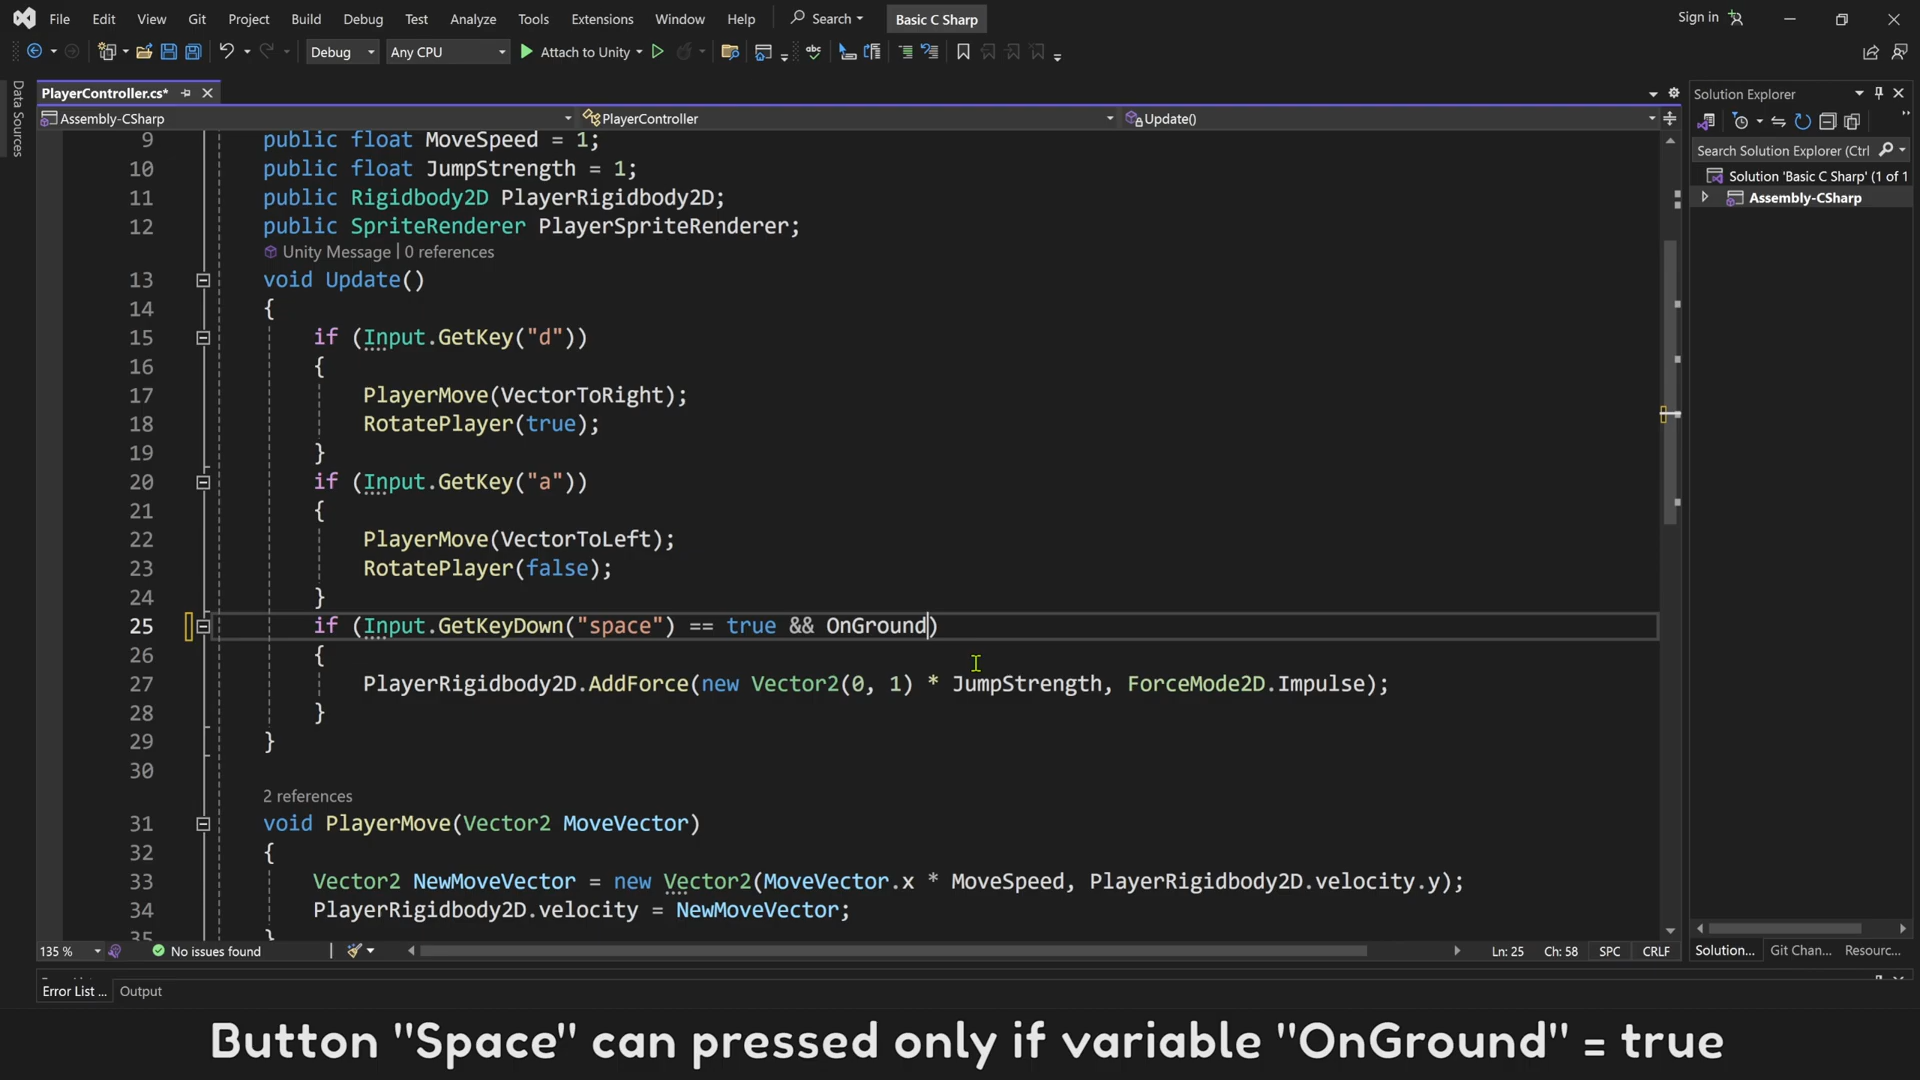 File Edit View Git Project Build Debug Test Analyze Tools Extensions Window Help Search Basic C Sharp Sign in
Debug Any CPU Attach to Unity abc
Data Sources
PlayerController.cs*
Solution Explorer
Assembly-CSharp PlayerController Update()
Search Solution Explorer (Ctrl
Solution 'Basic C Sharp' (1 of 1
Assembly-CSharp
9 public float MoveSpeed = 1;
10 public float JumpStrength = 1;
11 public Rigidbody2D PlayerRigidbody2D;
12 public SpriteRenderer PlayerSpriteRenderer;
Unity Message | 0 references
13 void Update()
14 {
15 if (Input.GetKey("d"))
16 {
17 PlayerMove(VectorToRight);
18 RotatePlayer(true);
19 }
20 if (Input.GetKey("a"))
21 {
22 PlayerMove(VectorToLeft);
23 RotatePlayer(false);
24 }
25 if (Input.GetKeyDown("space") == true && OnGround)
26 {
27 PlayerRigidbody2D.AddForce(new Vector2(0, 1) * JumpStrength, ForceMode2D.Impulse);
28 }
29 }
30
2 references
31 void PlayerMove(Vector2 MoveVector)
32 {
33 Vector2 NewMoveVector = new Vector2(MoveVector.x * MoveSpeed, PlayerRigidbody2D.velocity.y);
34 PlayerRigidbody2D.velocity = NewMoveVector;
35 }
135 % No issues found Ln: 25 Ch: 58 SPC CRLF
Solution... Git Chan... Resourc...
Error List ... Output
Button "Space" can pressed only if variable "OnGround" = true